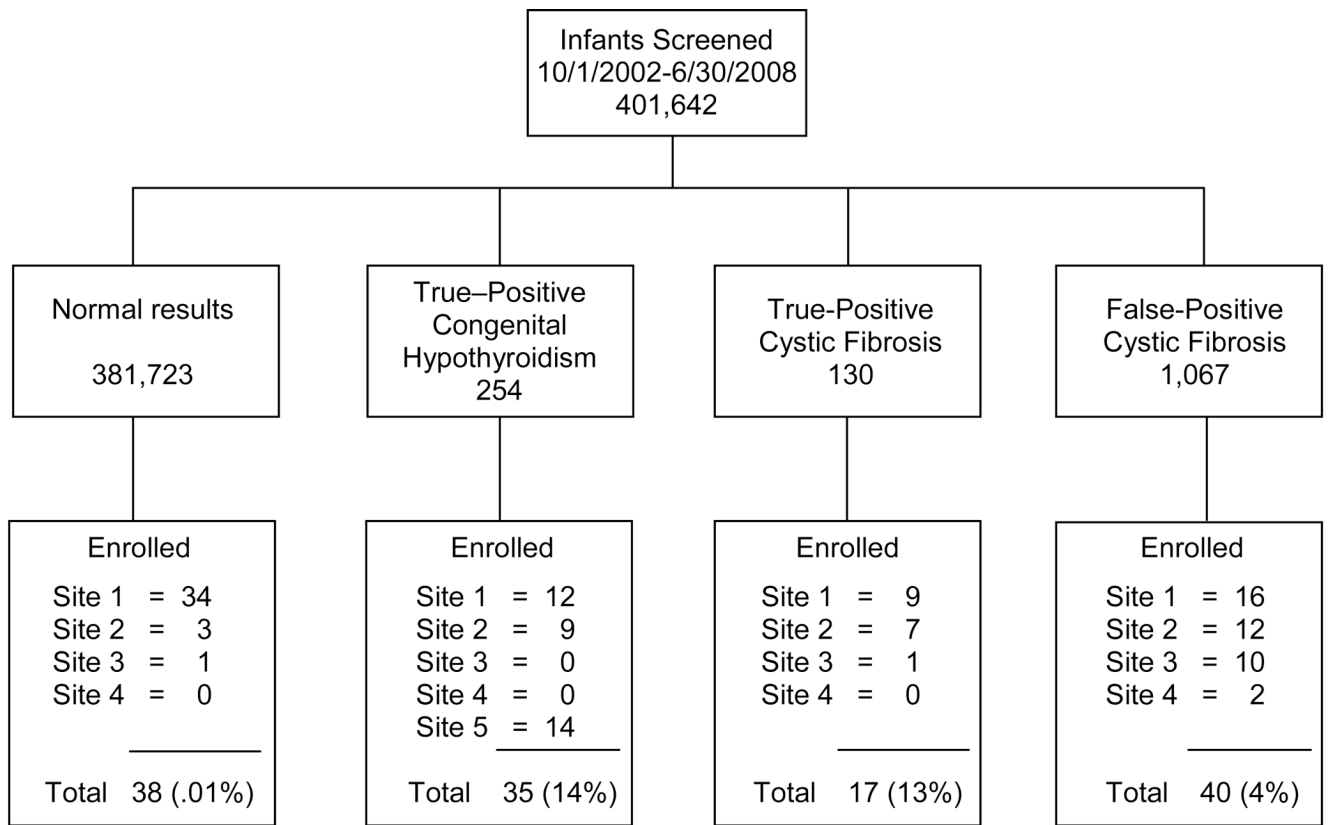 Infants Screened
10/1/2002-6/30/2008
401,642
Normal results
381,723
True–Positive
Congenital
Hypothyroidism
254
True-Positive
Cystic Fibrosis
130
False-Positive
Cystic Fibrosis
1,067
Enrolled
Site 1 = 34
Site 2 = 3
Site 3 = 1
Site 4 = 0
Total 38 (.01%)
Enrolled
Site 1 = 12
Site 2 = 9
Site 3 = 0
Site 4 = 0
Site 5 = 14
Total 35 (14%)
Enrolled
Site 1 = 9
Site 2 = 7
Site 3 = 1
Site 4 = 0
Total 17 (13%)
Enrolled
Site 1 = 16
Site 2 = 12
Site 3 = 10
Site 4 = 2
Total 40 (4%)